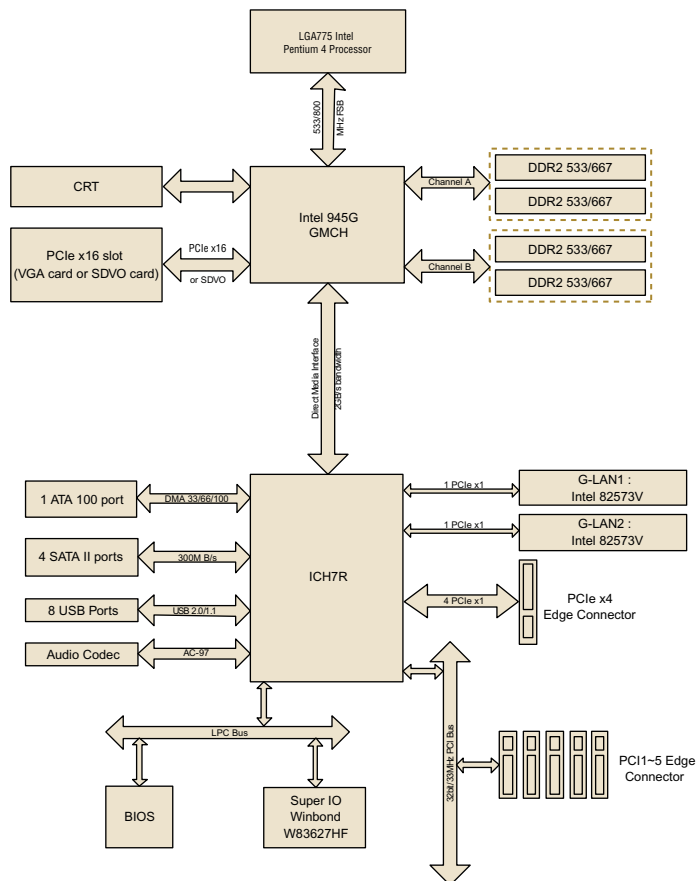 LGA775 Intel
Pentium 4 Processor
533/800
MHz FSB
CRT
PCIe x16 slot
(VGA card or SDVO card)
PCIe x16
or SDVO
Intel 945G
GMCH
Channel A
DDR2 533/667
DDR2 533/667
Channel B
DDR2 533/667
DDR2 533/667
Direct Media Interface
2GB/s bandwidth
1 ATA 100 port
DMA 33/66/100
4 SATA II ports
300M B/s
8 USB Ports
USB 2.0/1.1
Audio Codec
AC-97
ICH7R
1 PCIe x1
G-LAN1 :
Intel 82573V
1 PCIe x1
G-LAN2 :
Intel 82573V
4 PCIe x1
PCIe x4
Edge Connector
LPC Bus
BIOS
Super IO
Winbond
W83627HF
32bit/33MHz PCI Bus
PCI1~5 Edge
Connector